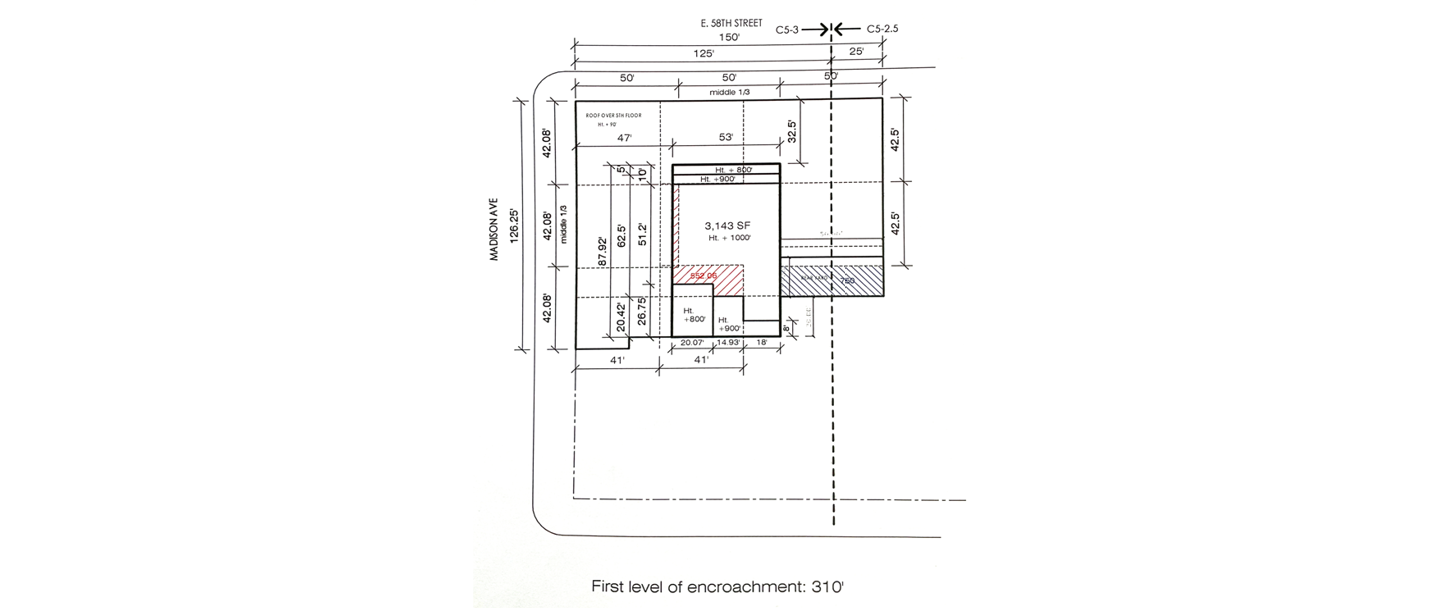 E. 58TH STREET
C5-3
C5-2.5
150'
125'
25'
50'
50'
50'
middle 1/3
ROOF OVER 5TH FLOOR
Ht. + 90'
47'
53'
32.5'
42.08'
42.5'
5'
10'
Ht. + 800'
Ht. +900'
MADISON AVE
126.25'
42.08'
middle 1/3
87.92'
62.5'
51.2'
3,143 SF
Ht. + 1000'
42.5'
552.06
REAR YARD
760
42.08'
20.42'
26.75'
Ht.
+800'
Ht.
+900'
8'
20.07'
14.93'
18'
41'
41'
First level of encroachment: 310'